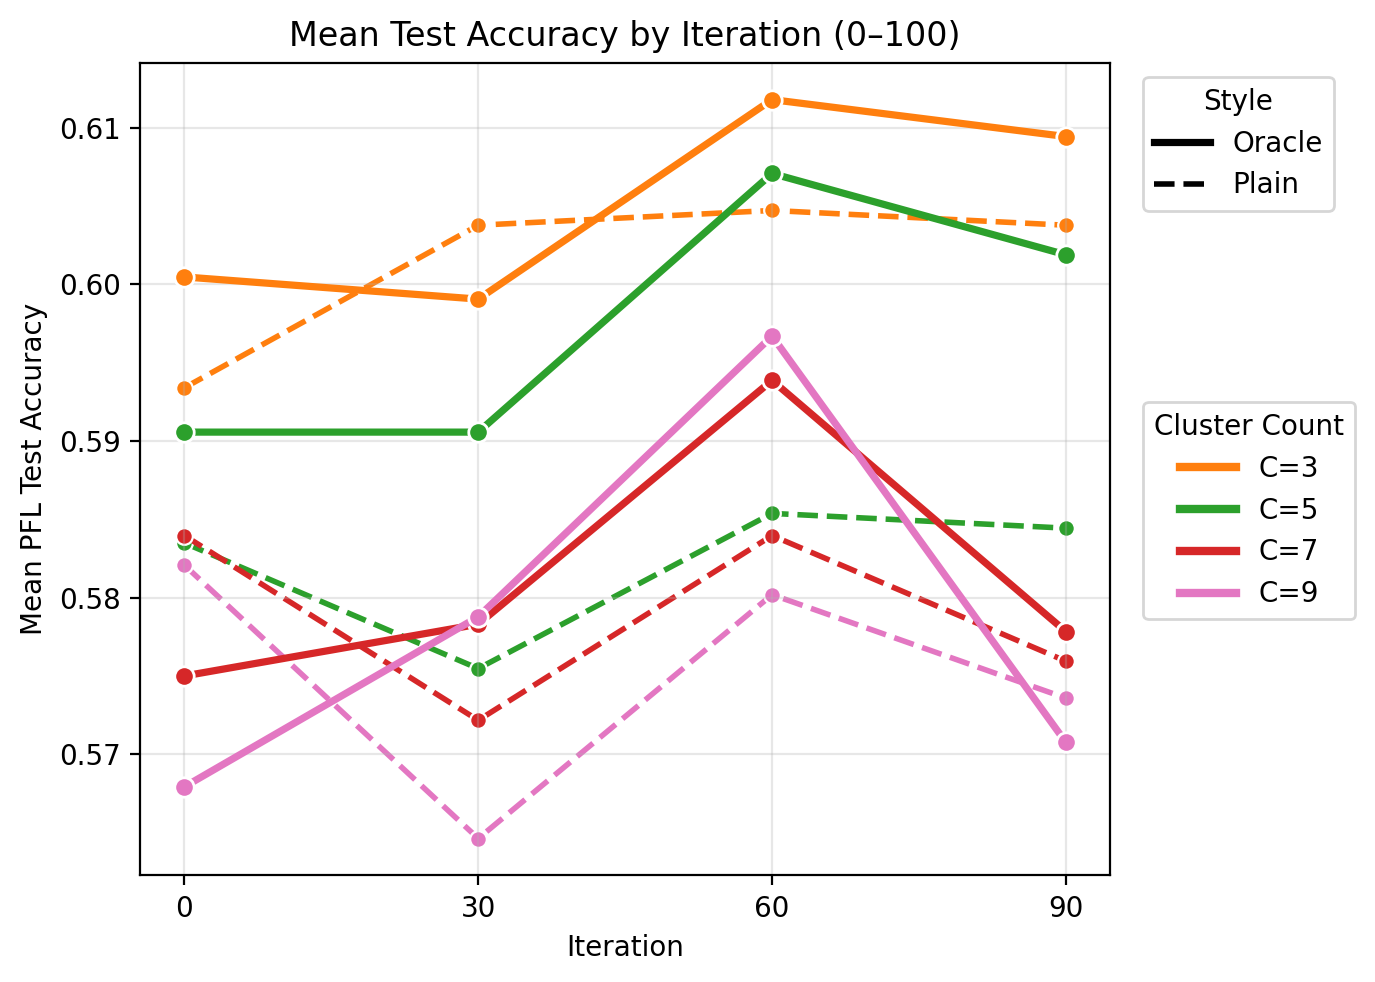 Mean Test Accuracy by Iteration (0–100)
Mean PFL Test Accuracy
0.61
0.60
0.59
0.58
0.57
0
30
60
90
Iteration
Style
Oracle
Plain
Cluster Count
C=3
C=5
C=7
C=9